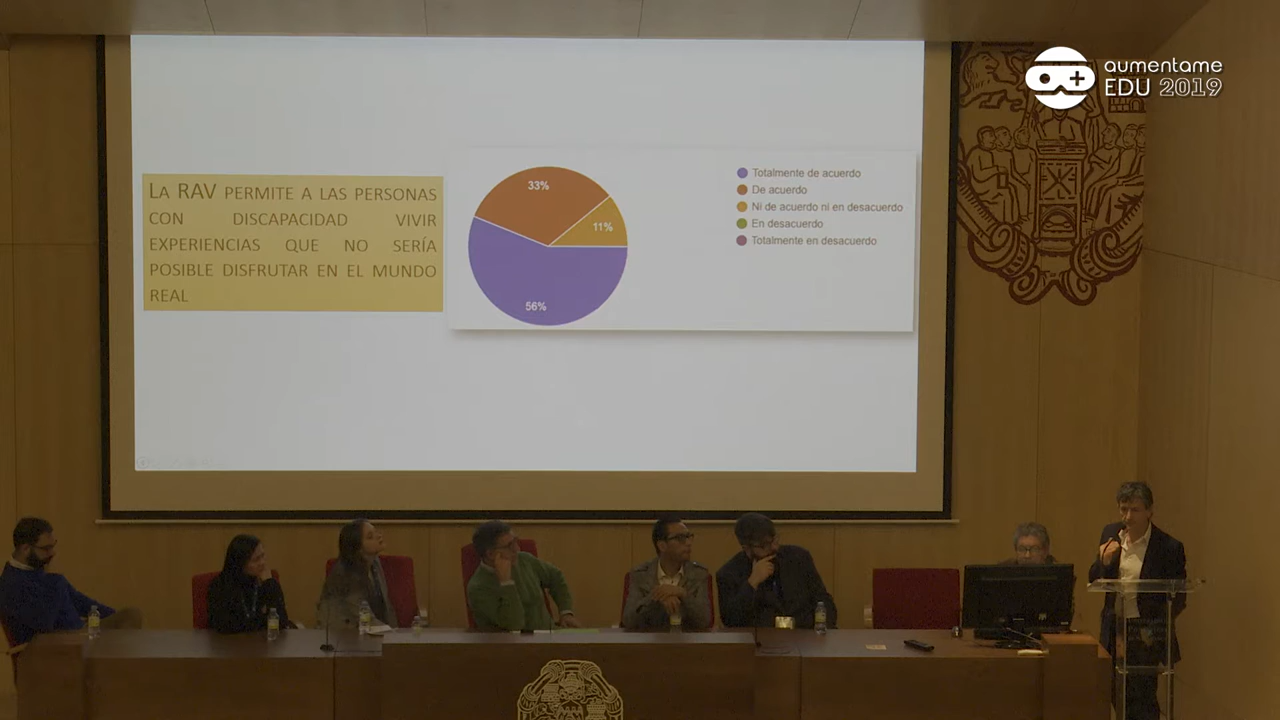 aumentame
EDU 2019
LA RAV PERMITE A LAS PERSONAS
CON DISCAPACIDAD VIVIR
EXPERIENCIAS QUE NO SERÍA
POSIBLE DISFRUTAR EN EL MUNDO
REAL
33%
11%
56%
Totalmente de acuerdo
De acuerdo
Ni de acuerdo ni en desacuerdo
En desacuerdo
Totalmente en desacuerdo